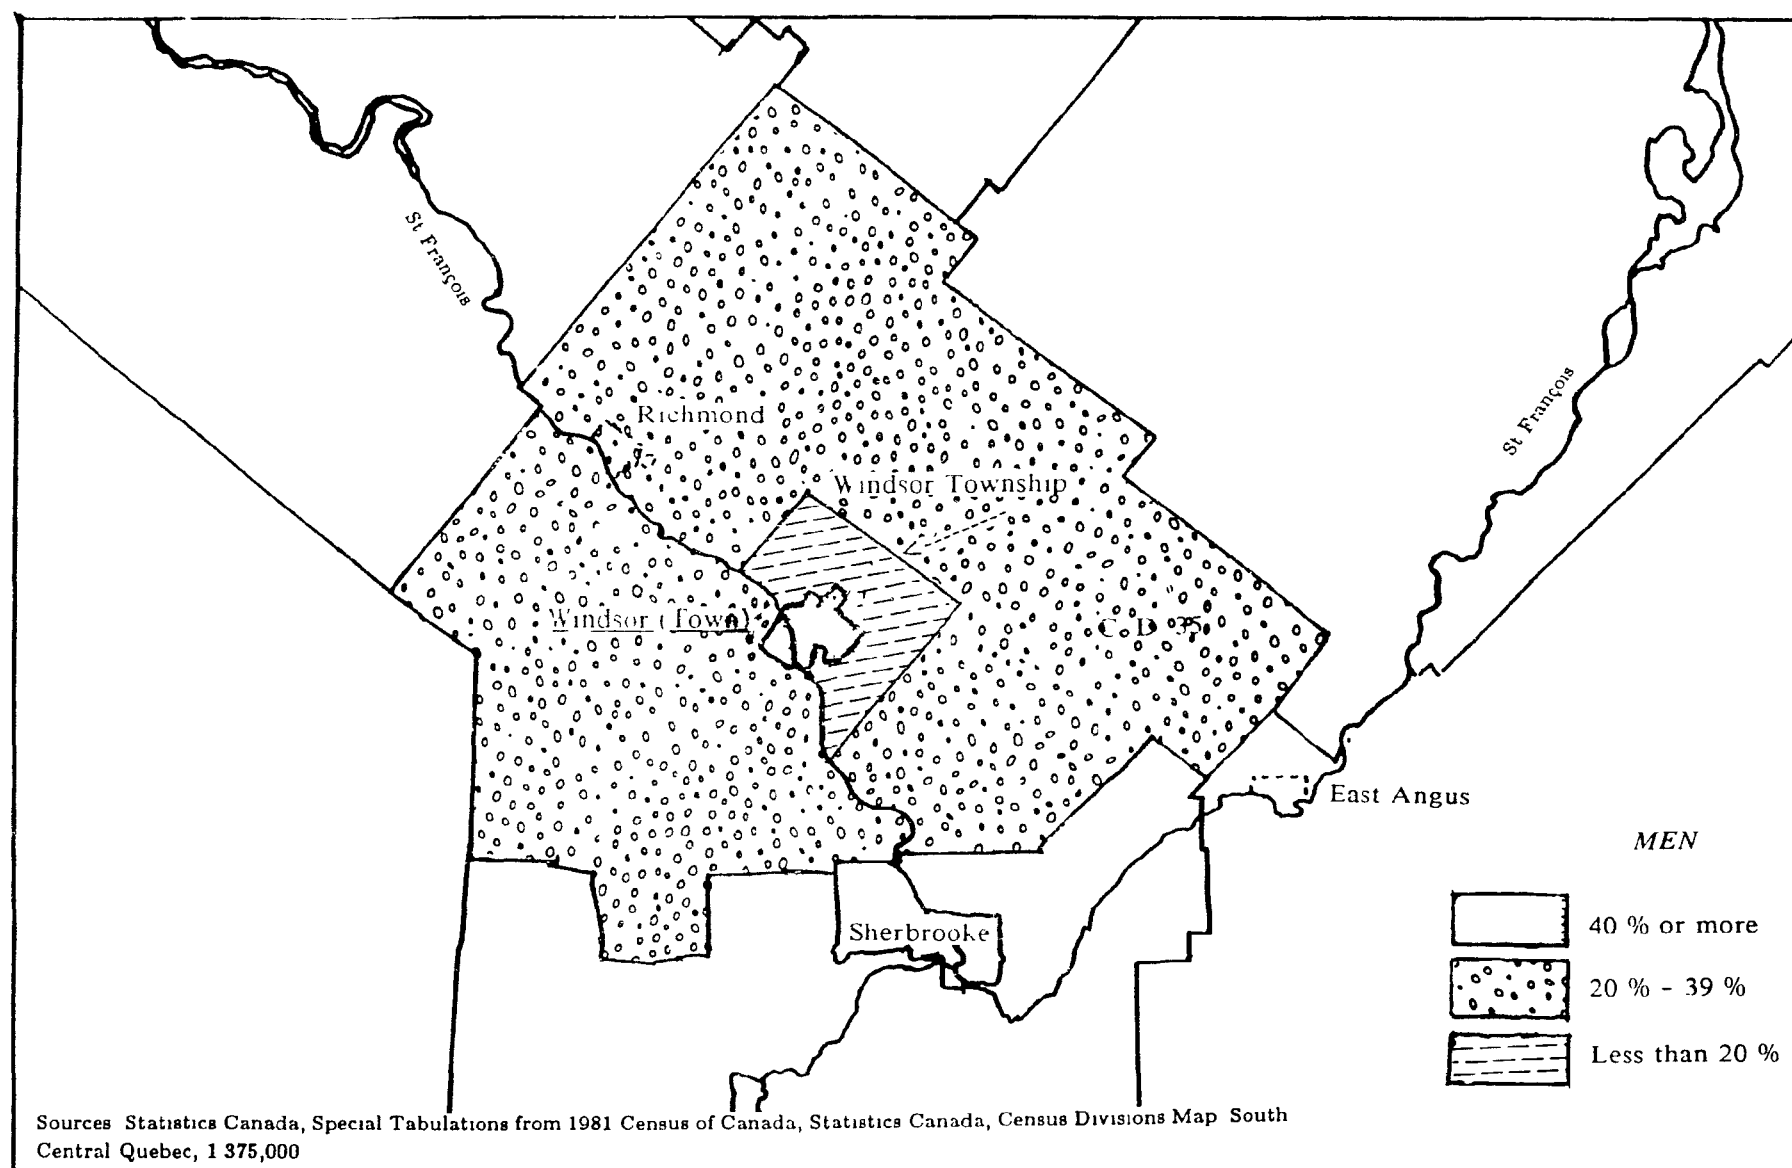 St François
St François
Richmond
Windsor Township
Windsor (Town)
C. D. 35
East Angus
Sherbrooke
MEN
40 % or more
20 % - 39 %
Less than 20 %
Sources Statistics Canada, Special Tabulations from 1981 Census of Canada, Statistics Canada, Census Divisions Map South
Central Quebec, 1 375,000